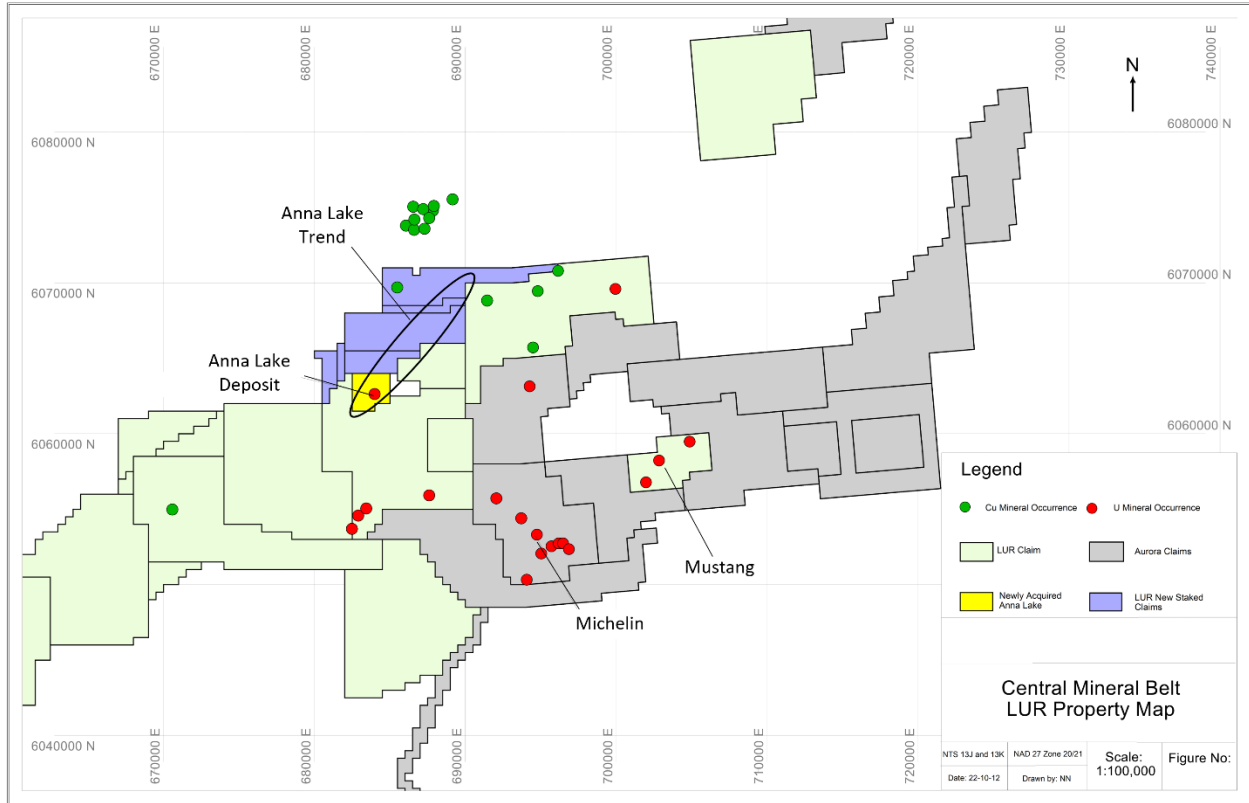 670000 E
680000 E
690000 E
700000 E
720000 E
730000 E
740000 E
N
6080000 N
6080000 N
Anna Lake
Trend
6070000 N
6070000 N
Anna Lake
Deposit
6060000 N
6060000 N
Mustang
Michelin
6040000 N
670000 E
680000 E
690000 E
700000 E
710000 E
720000 E
Legend
Cu Mineral Occurrence
U Mineral Occurrence
LUR Claim
Aurora Claims
Newly Acquired
Anna Lake
LUR New Staked
Claims
Central Mineral Belt
LUR Property Map
NTS 13J and 13K
NAD 27 Zone 20/21
Scale:
1:100,000
Figure No:
Date: 22-10-12
Drawn by: NN